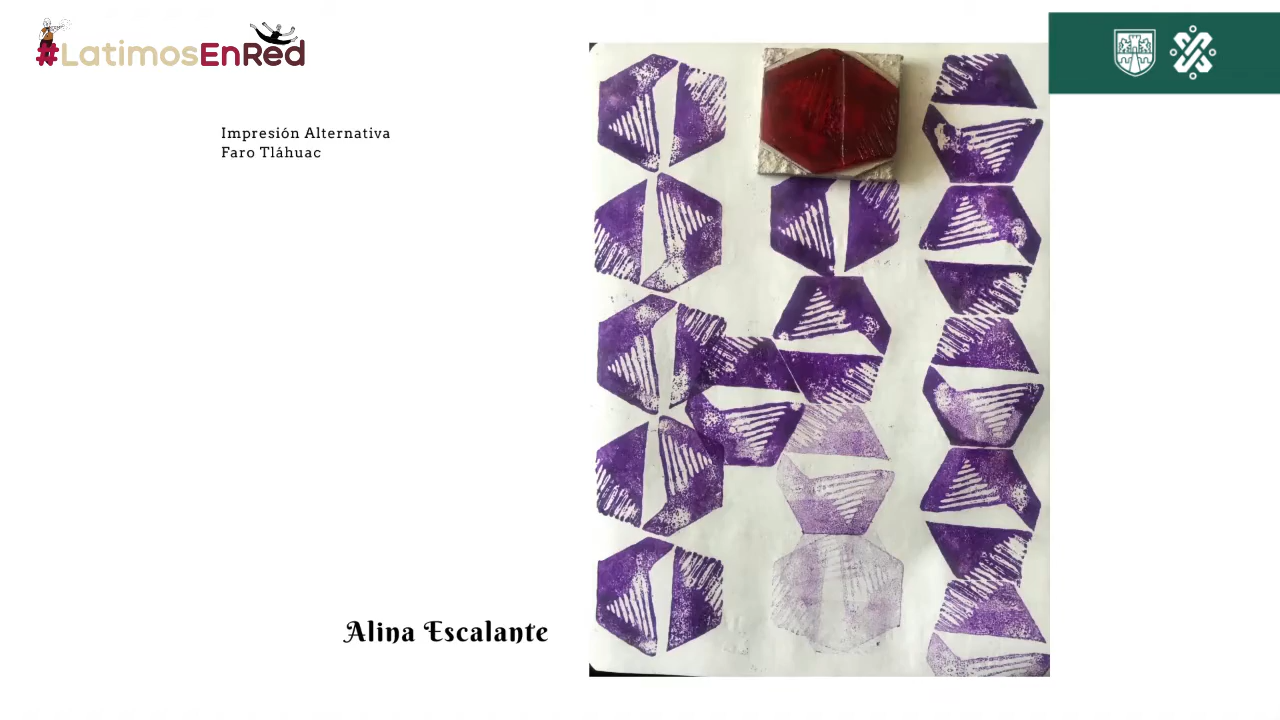 #LatimosEnRed
Impresión Alternativa
Faro Tláhuac
Alina Escalante